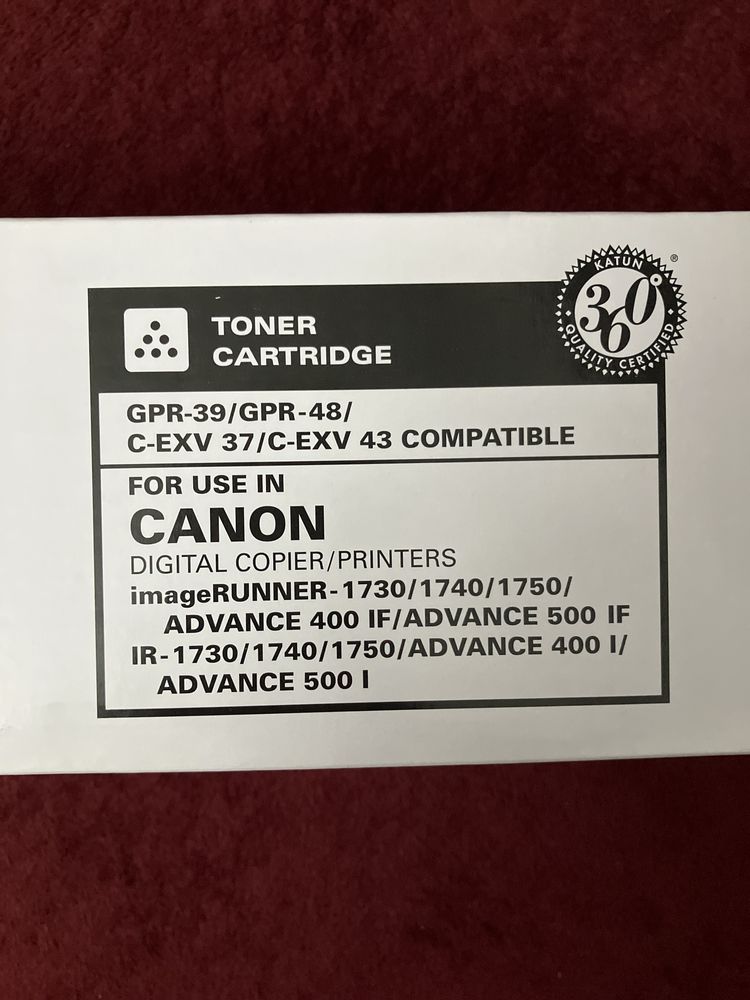 KATUN ®
360°
QUALITY CERTIFIED
TONER
CARTRIDGE
GPR-39/GPR-48/
C-EXV 37/C-EXV 43 COMPATIBLE
FOR USE IN
CANON
DIGITAL COPIER/PRINTERS
imageRUNNER-1730/1740/1750/
ADVANCE 400 IF/ADVANCE 500 IF
IR-1730/1740/1750/ADVANCE 400 I/
ADVANCE 500 I